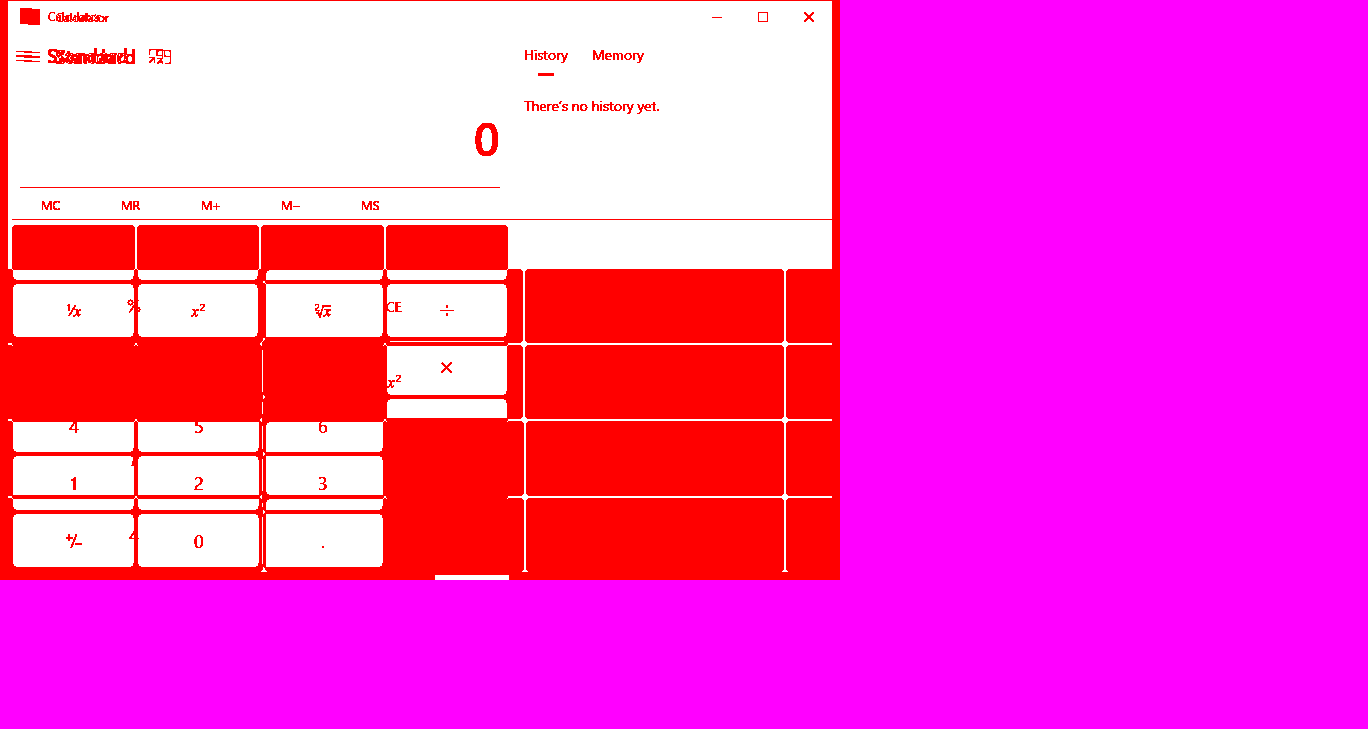 Calculator
Standard
History Memory
There's no history yet.
0
MC MR M+ M− MS
⅟x % x² ²√x CE ÷
×
x²
4 5 6
1 2 3
4
+/− 0 .